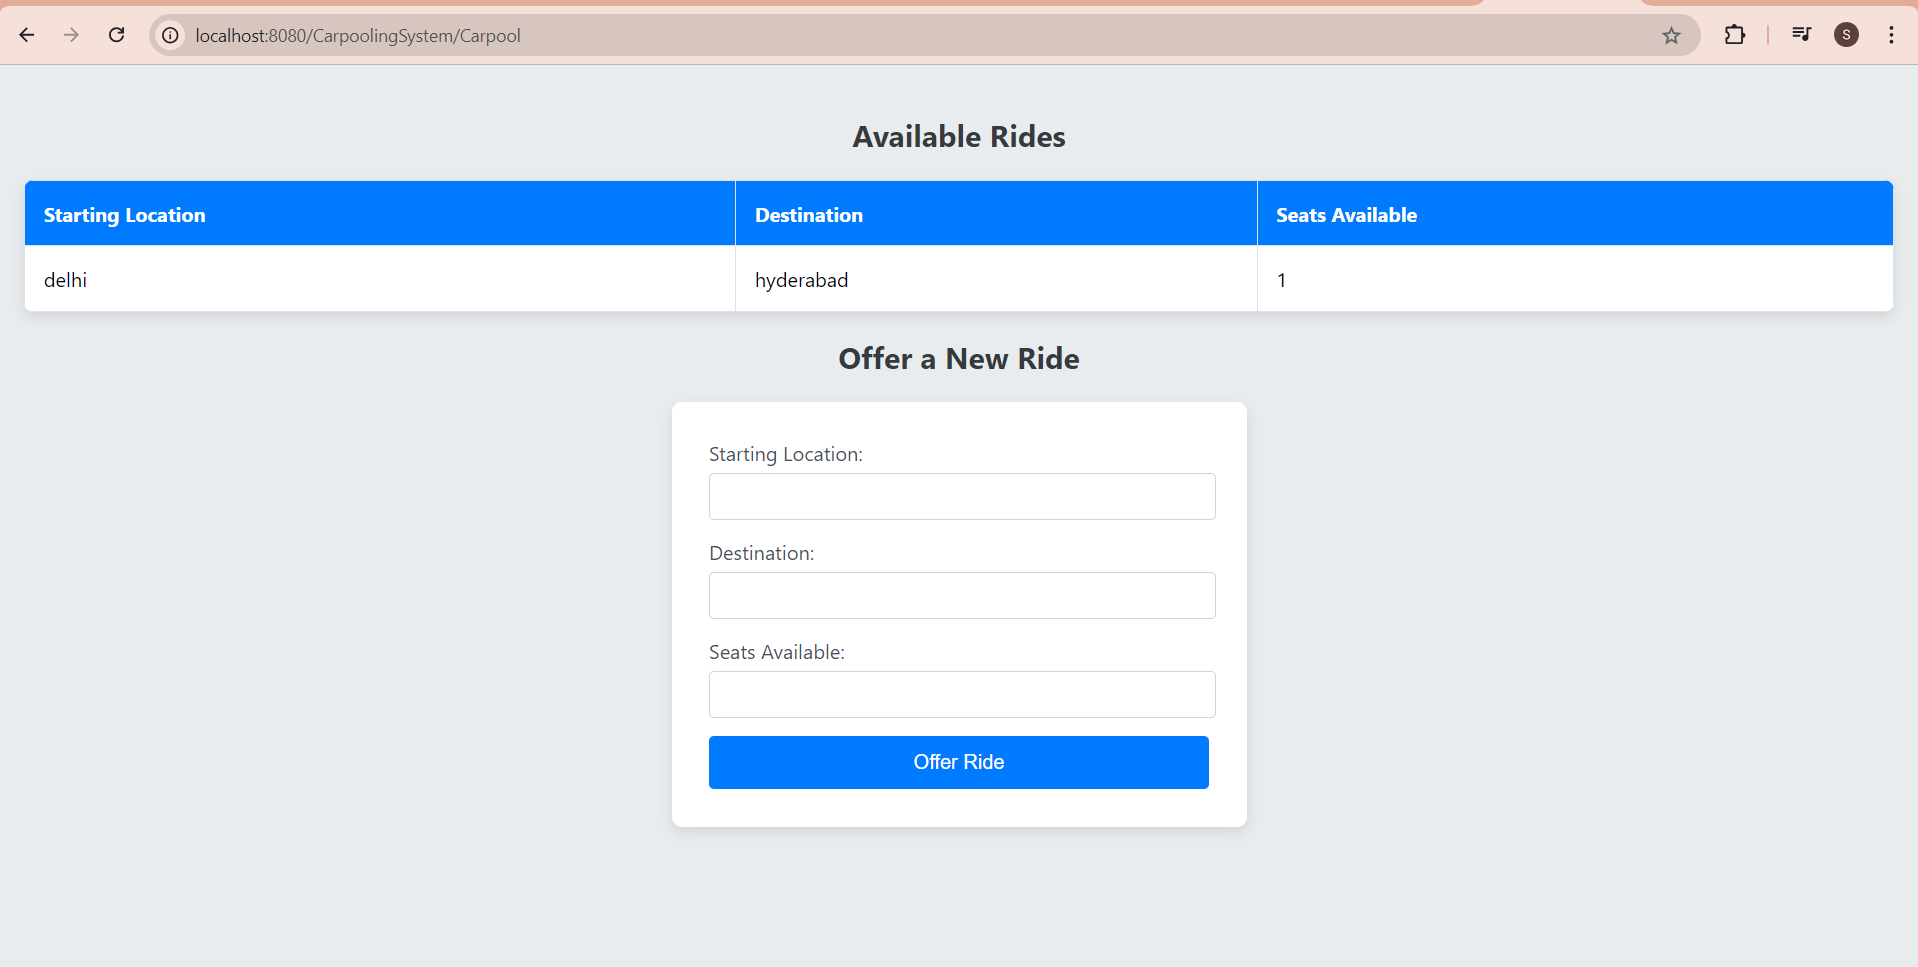 localhost:8080/CarpoolingSystem/Carpool
S
Available Rides
Starting Location Destination Seats Available
delhi hyderabad 1
Offer a New Ride
Starting Location:
Destination:
Seats Available:
Offer Ride